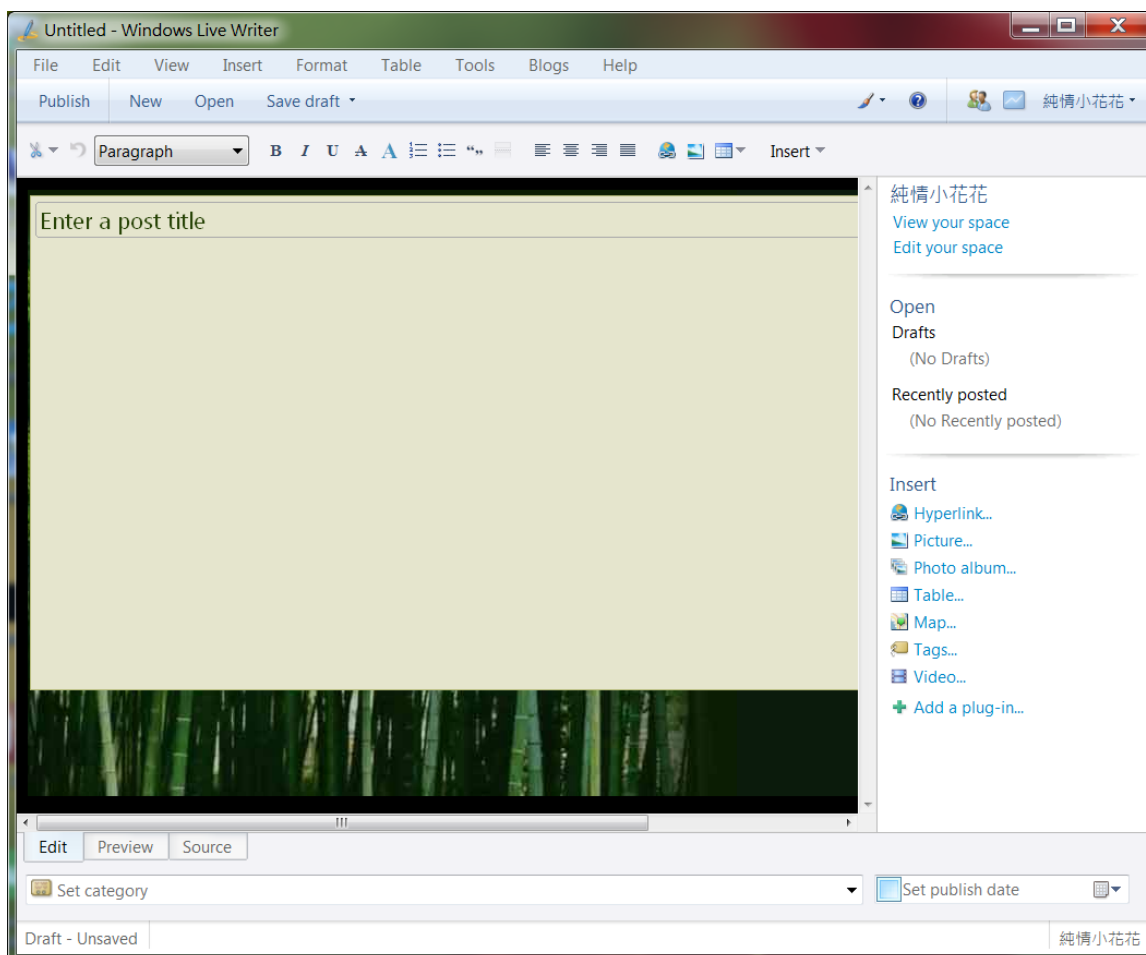 Untitled - Windows Live Writer
File Edit View Insert Format Table Tools Blogs Help
Publish New Open Save draft 純情小花花
Paragraph B I U A A Insert
Enter a post title
純情小花花
View your space
Edit your space
Open
Drafts
(No Drafts)
Recently posted
(No Recently posted)
Insert
Hyperlink...
Picture...
Photo album...
Table...
Map...
Tags...
Video...
Add a plug-in...
Edit Preview Source
Set category Set publish date
Draft - Unsaved 純情小花花